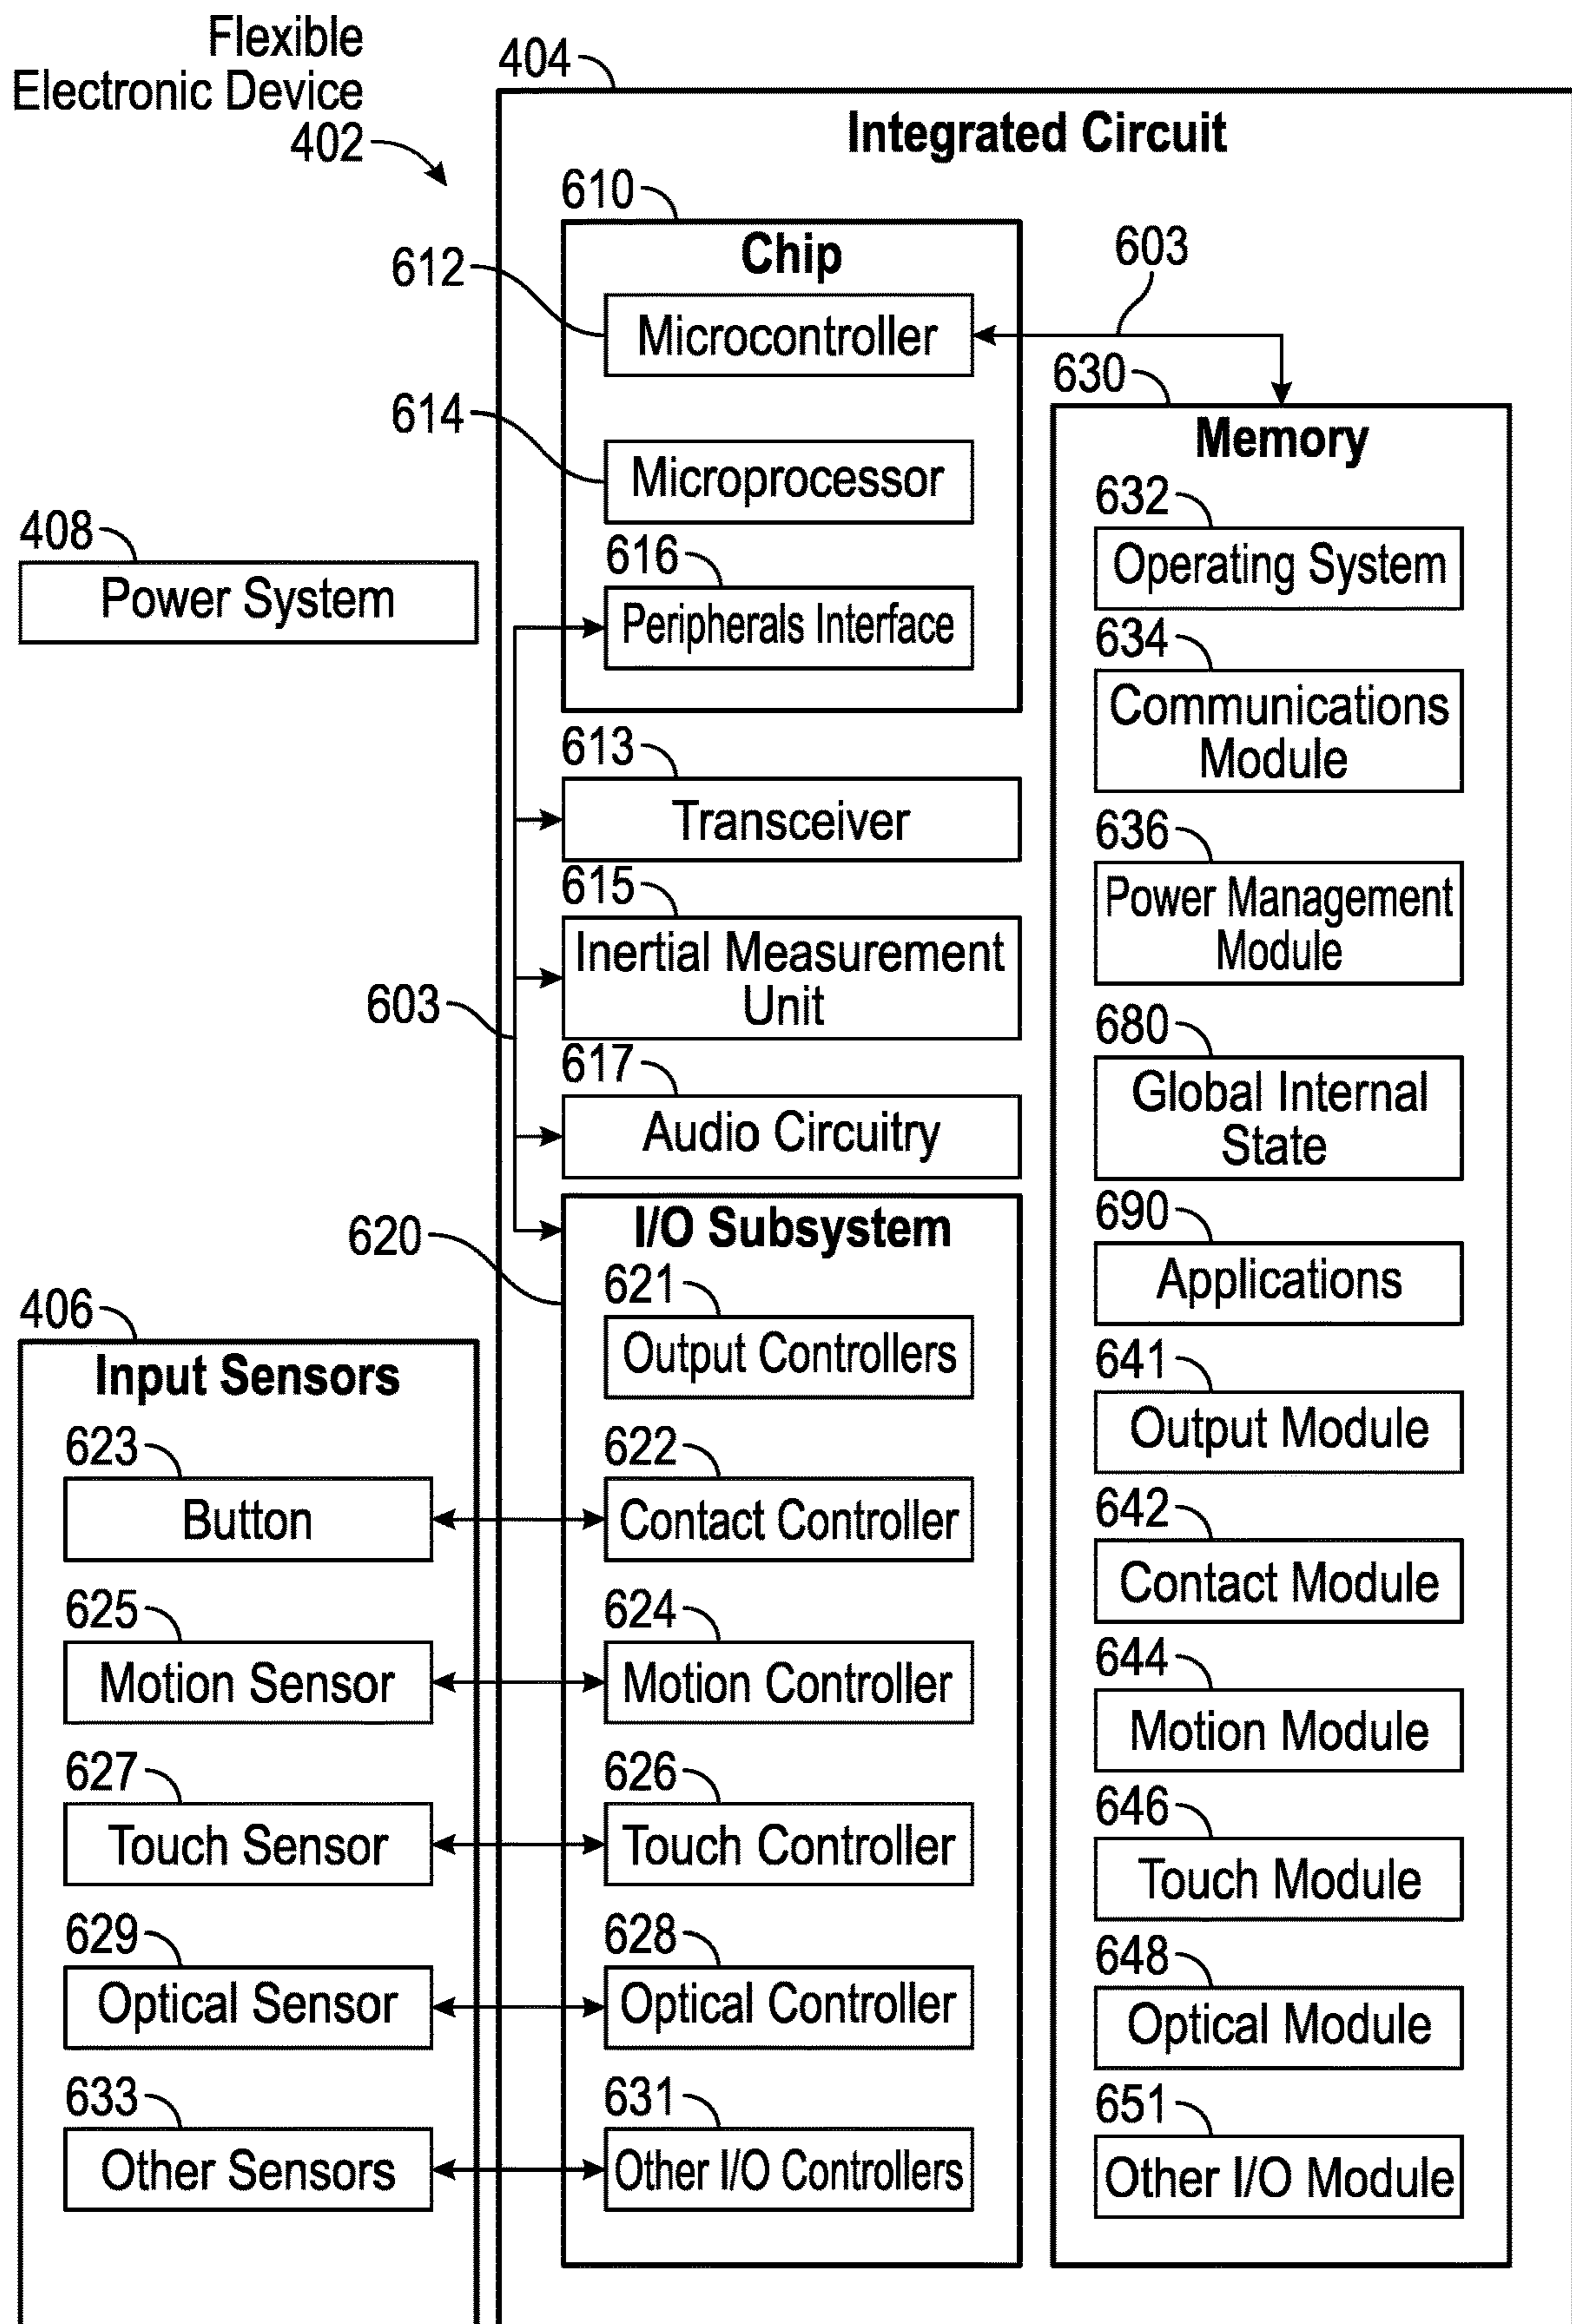 Flexible
Electronic Device
402
404
Integrated Circuit
610
Chip
612
Microcontroller
603
614
Microprocessor
616
Peripherals Interface
408
Power System
613
Transceiver
615
Inertial Measurement
Unit
603
617
Audio Circuitry
620
I/O Subsystem
621
Output Controllers
622
Contact Controller
624
Motion Controller
626
Touch Controller
628
Optical Controller
631
Other I/O Controllers
406
Input Sensors
623
Button
625
Motion Sensor
627
Touch Sensor
629
Optical Sensor
633
Other Sensors
630
Memory
632
Operating System
634
Communications
Module
636
Power Management
Module
680
Global Internal
State
690
Applications
641
Output Module
642
Contact Module
644
Motion Module
646
Touch Module
648
Optical Module
651
Other I/O Module